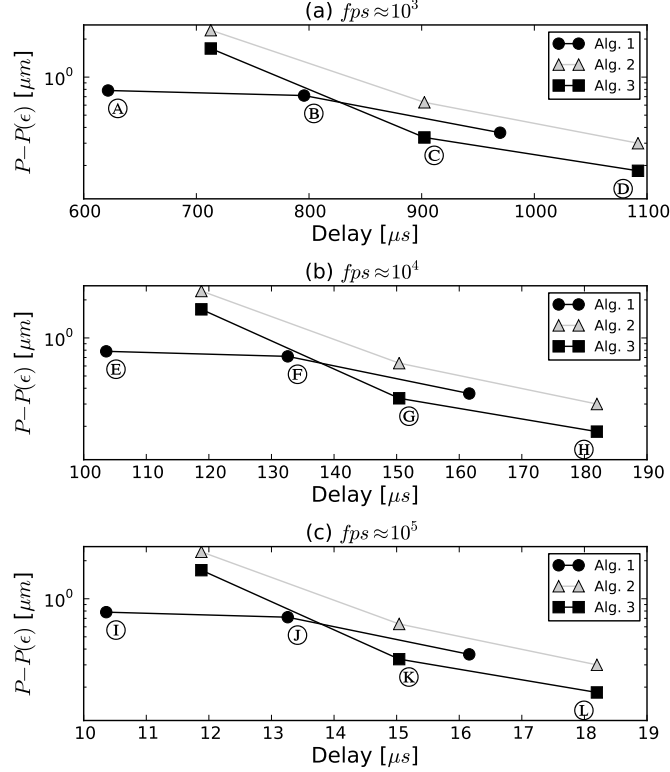 (a) fps≈10³
P−P(ϵ) [μm]
10⁰
Alg. 1
Alg. 2
Alg. 3
A
B
C
D
600 700 800 900 1000 1100
Delay [μs]
(b) fps≈10⁴
P−P(ϵ) [μm]
10⁰
Alg. 1
Alg. 2
Alg. 3
E
F
G
H
100 110 120 130 140 150 160 170 180 190
Delay [μs]
(c) fps≈10⁵
P−P(ϵ) [μm]
10⁰
Alg. 1
Alg. 2
Alg. 3
I
J
K
L
10 11 12 13 14 15 16 17 18 19
Delay [μs]